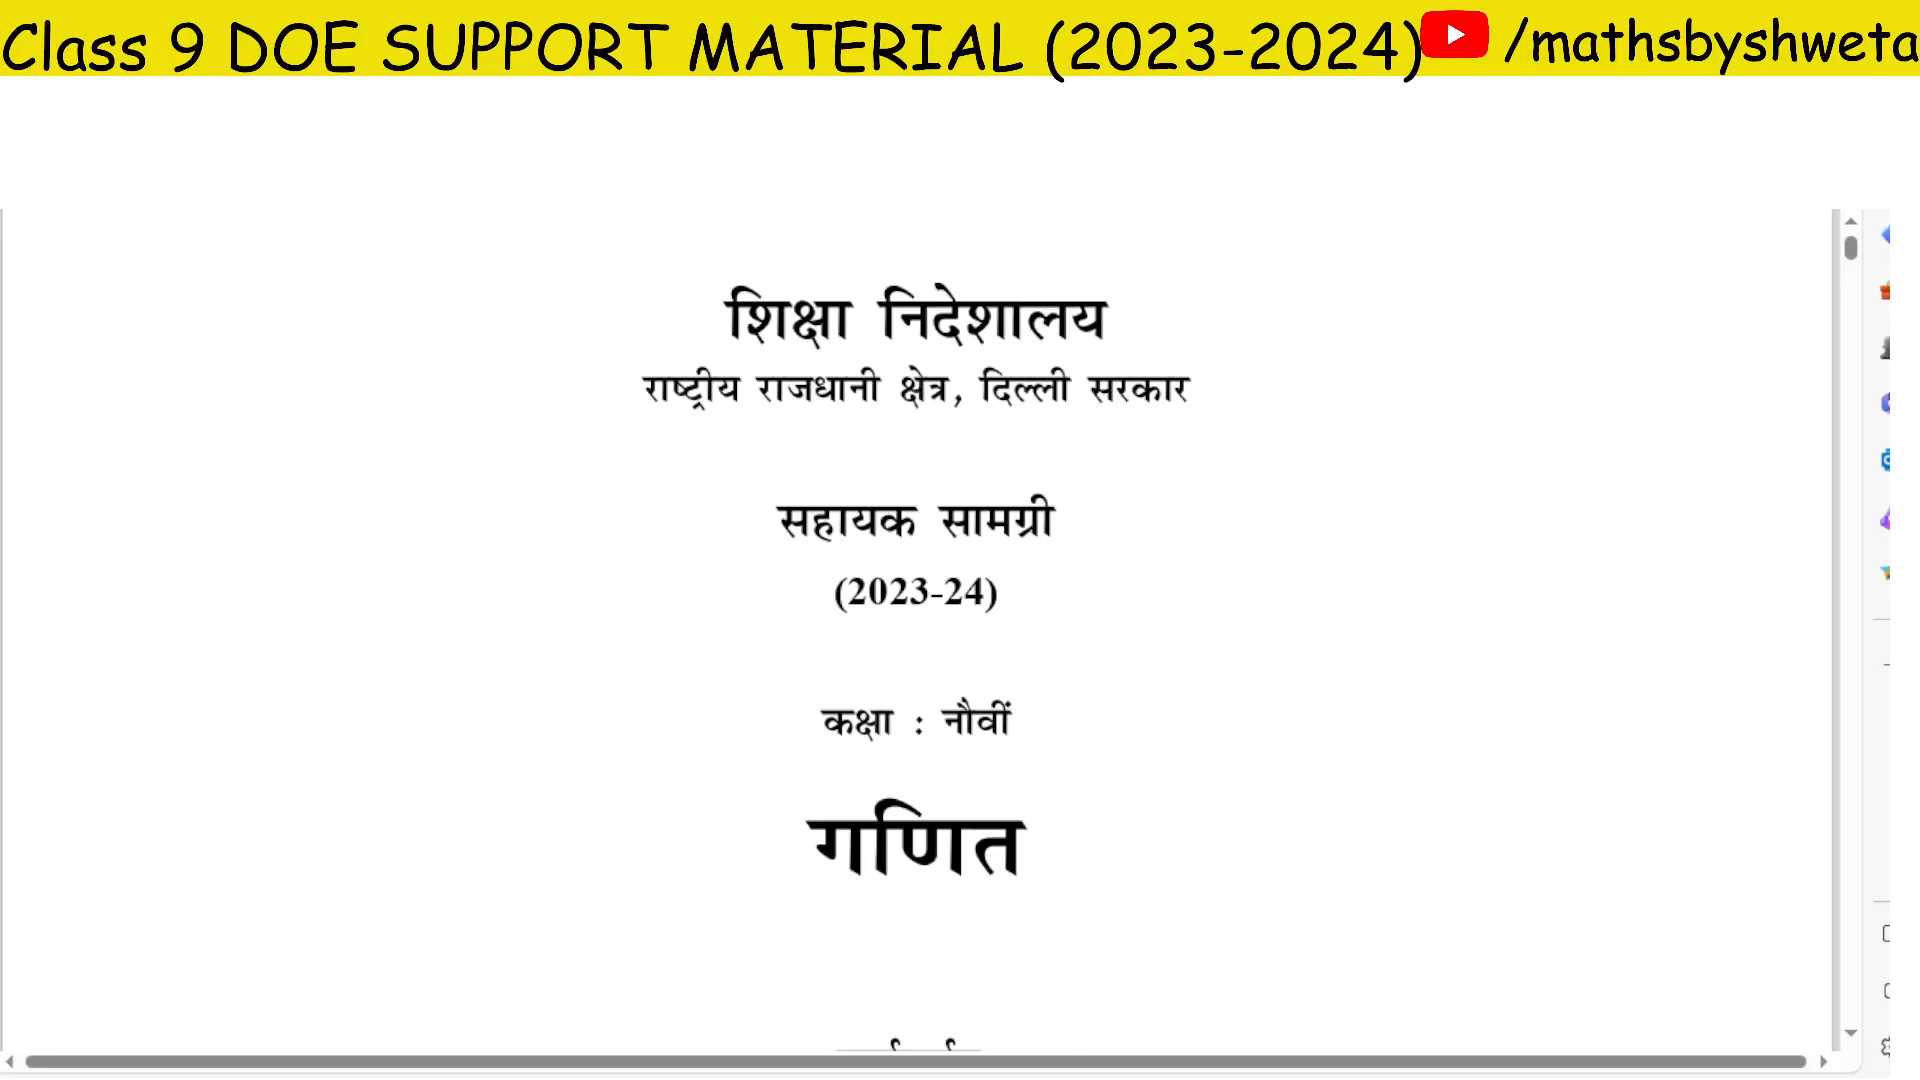 Class 9 DOE SUPPORT MATERIAL (2023-2024) /mathsbyshweta
शिक्षा निदेशालय
राष्ट्रीय राजधानी क्षेत्र, दिल्ली सरकार
सहायक सामग्री
(2023-24)
कक्षा : नौवीं
गणित